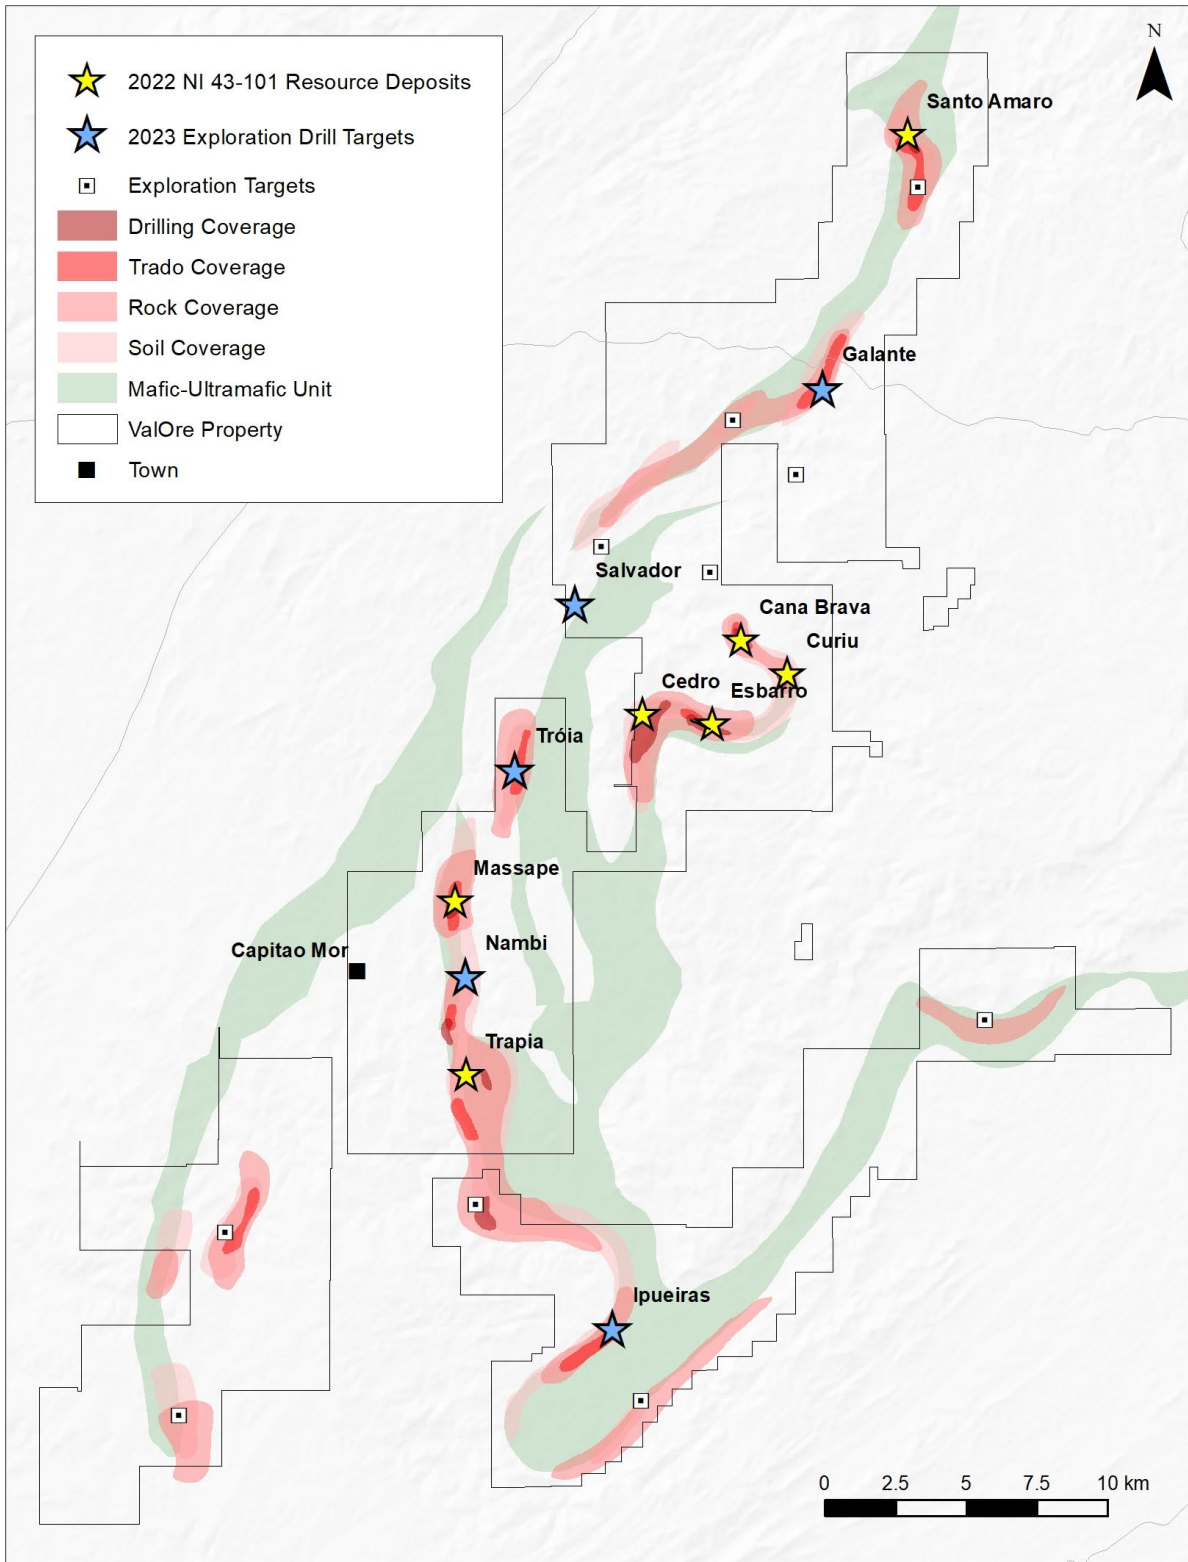 N
2022 NI 43-101 Resource Deposits
2023 Exploration Drill Targets
Exploration Targets
Drilling Coverage
Trado Coverage
Rock Coverage
Soil Coverage
Mafic-Ultramafic Unit
ValOre Property
Town
Santo Amaro
Galante
Salvador
Cana Brava
Curiu
Cedro
Esbarro
Tróia
Massape
Nambi
Capitao Mor
Trapia
Ipueiras
0 2.5 5 7.5 10 km